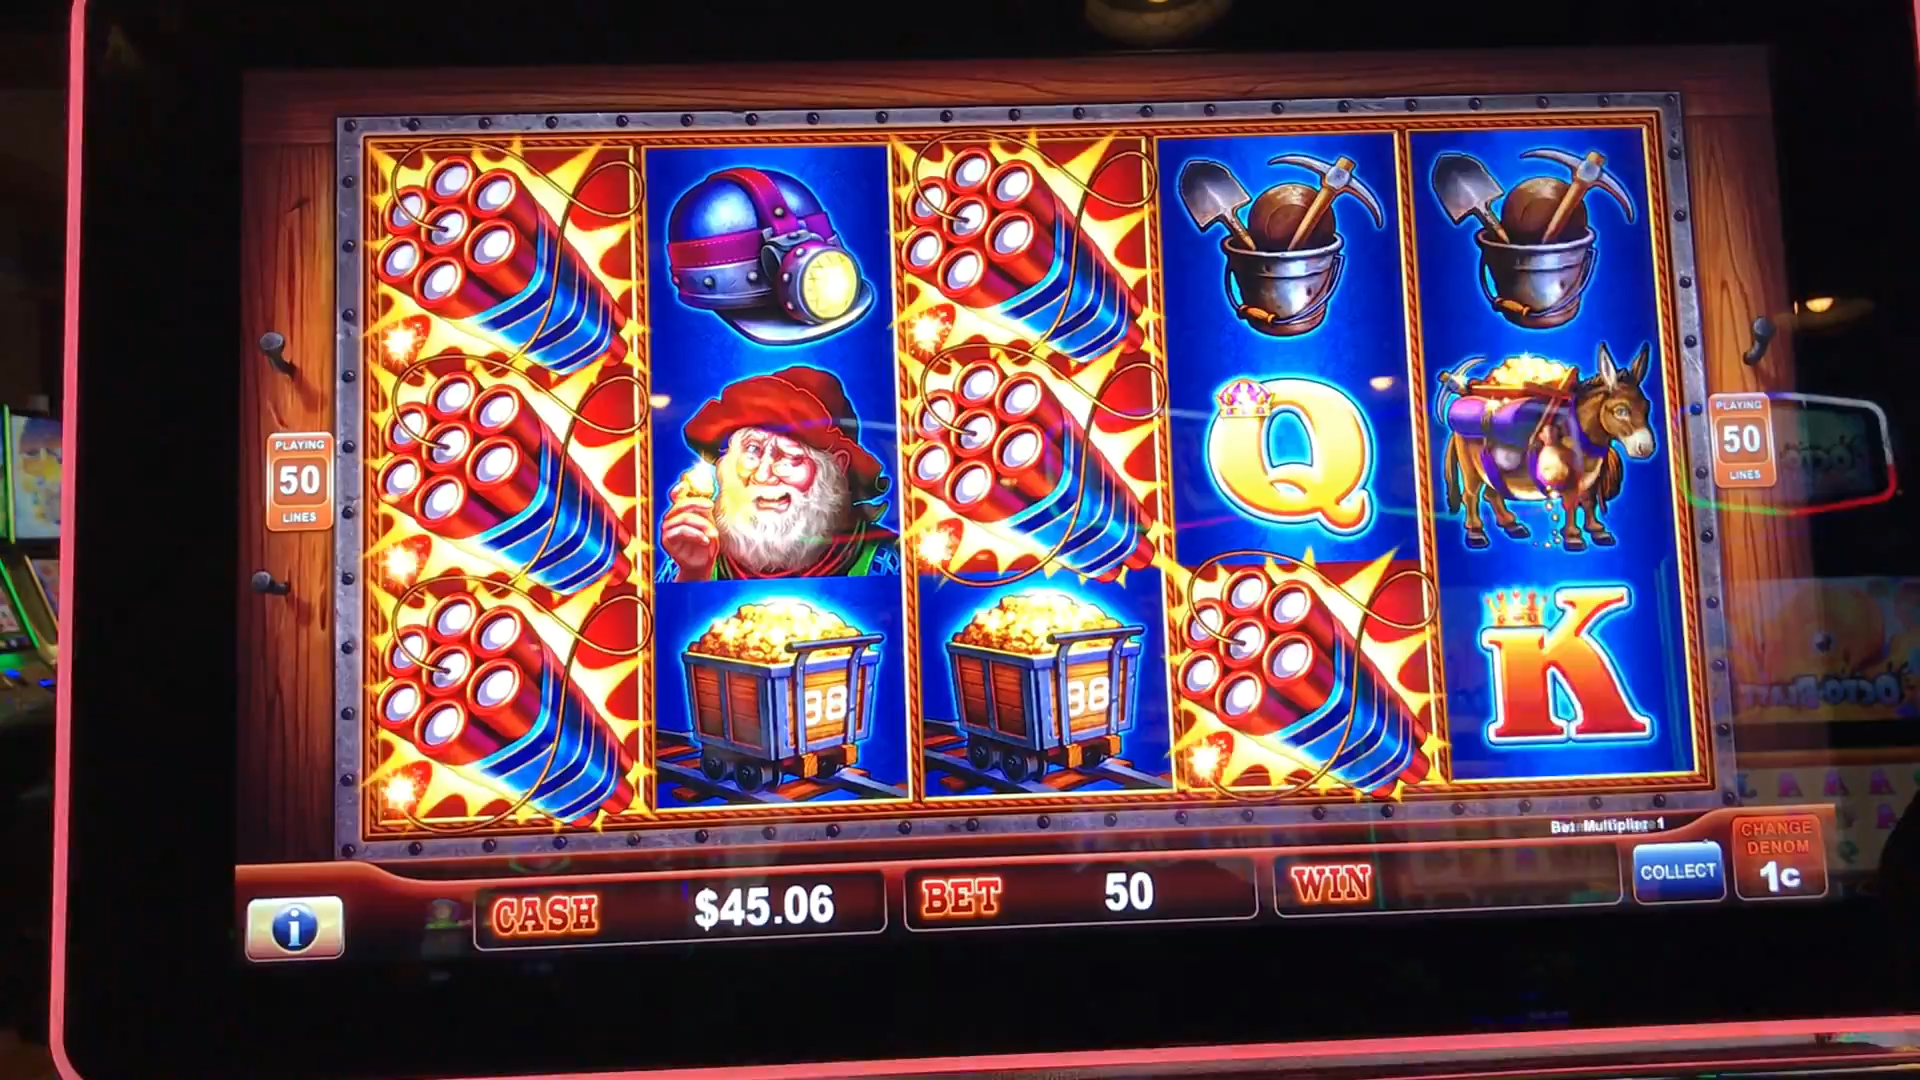 PLAYING
50
LINES
PLAYING
50
LINES
Q
K
Bet Multiplier 1
CASH $45.06
BET 50
WIN
COLLECT
CHANGE
DENOM
1c